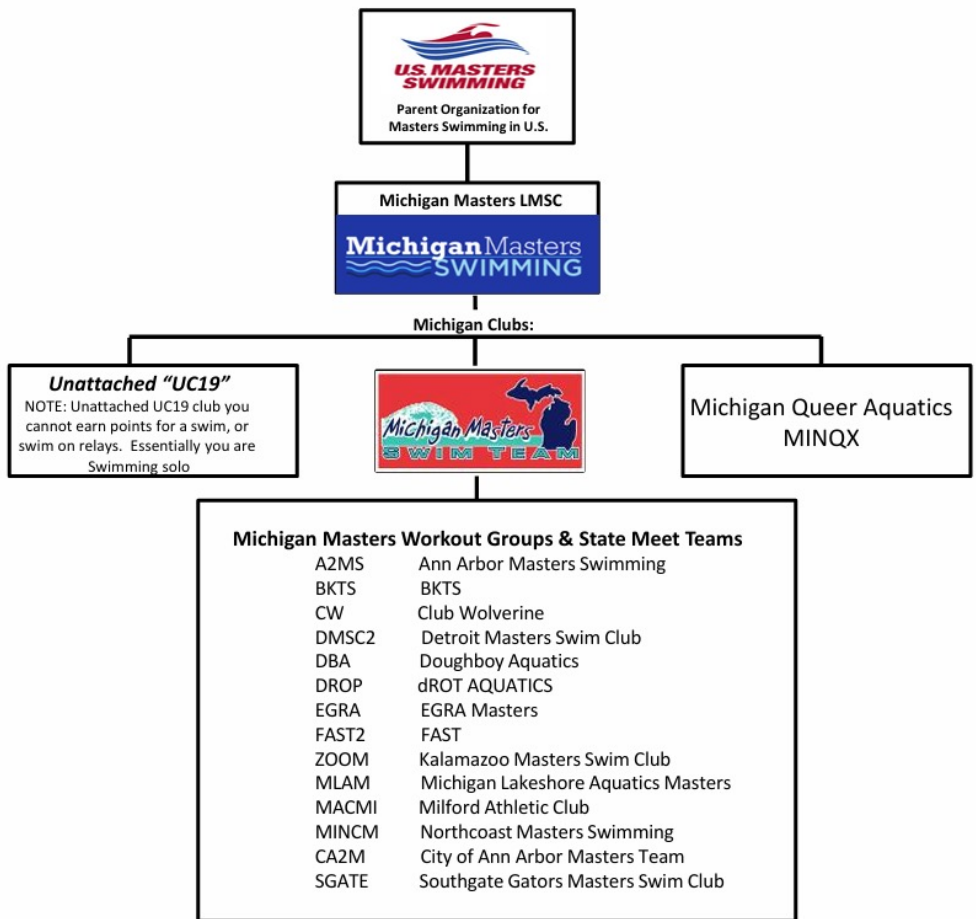 U.S. MASTERS
SWIMMING
Parent Organization for
Masters Swimming in U.S.
Michigan Masters LMSC
MichiganMasters
SWIMMING
Michigan Clubs:
Unattached “UC19”
NOTE: Unattached UC19 club you
cannot earn points for a swim, or
swim on relays.  Essentially you are
Swimming solo
Michigan Masters
SWIM TEAM
Michigan Queer Aquatics
MINQX
Michigan Masters Workout Groups & State Meet Teams
A2MS Ann Arbor Masters Swimming
BKTS BKTS
CW Club Wolverine
DMSC2 Detroit Masters Swim Club
DBA Doughboy Aquatics
DROP dROT AQUATICS
EGRA EGRA Masters
FAST2 FAST
ZOOM Kalamazoo Masters Swim Club
MLAM Michigan Lakeshore Aquatics Masters
MACMI Milford Athletic Club
MINCM Northcoast Masters Swimming
CA2M City of Ann Arbor Masters Team
SGATE Southgate Gators Masters Swim Club